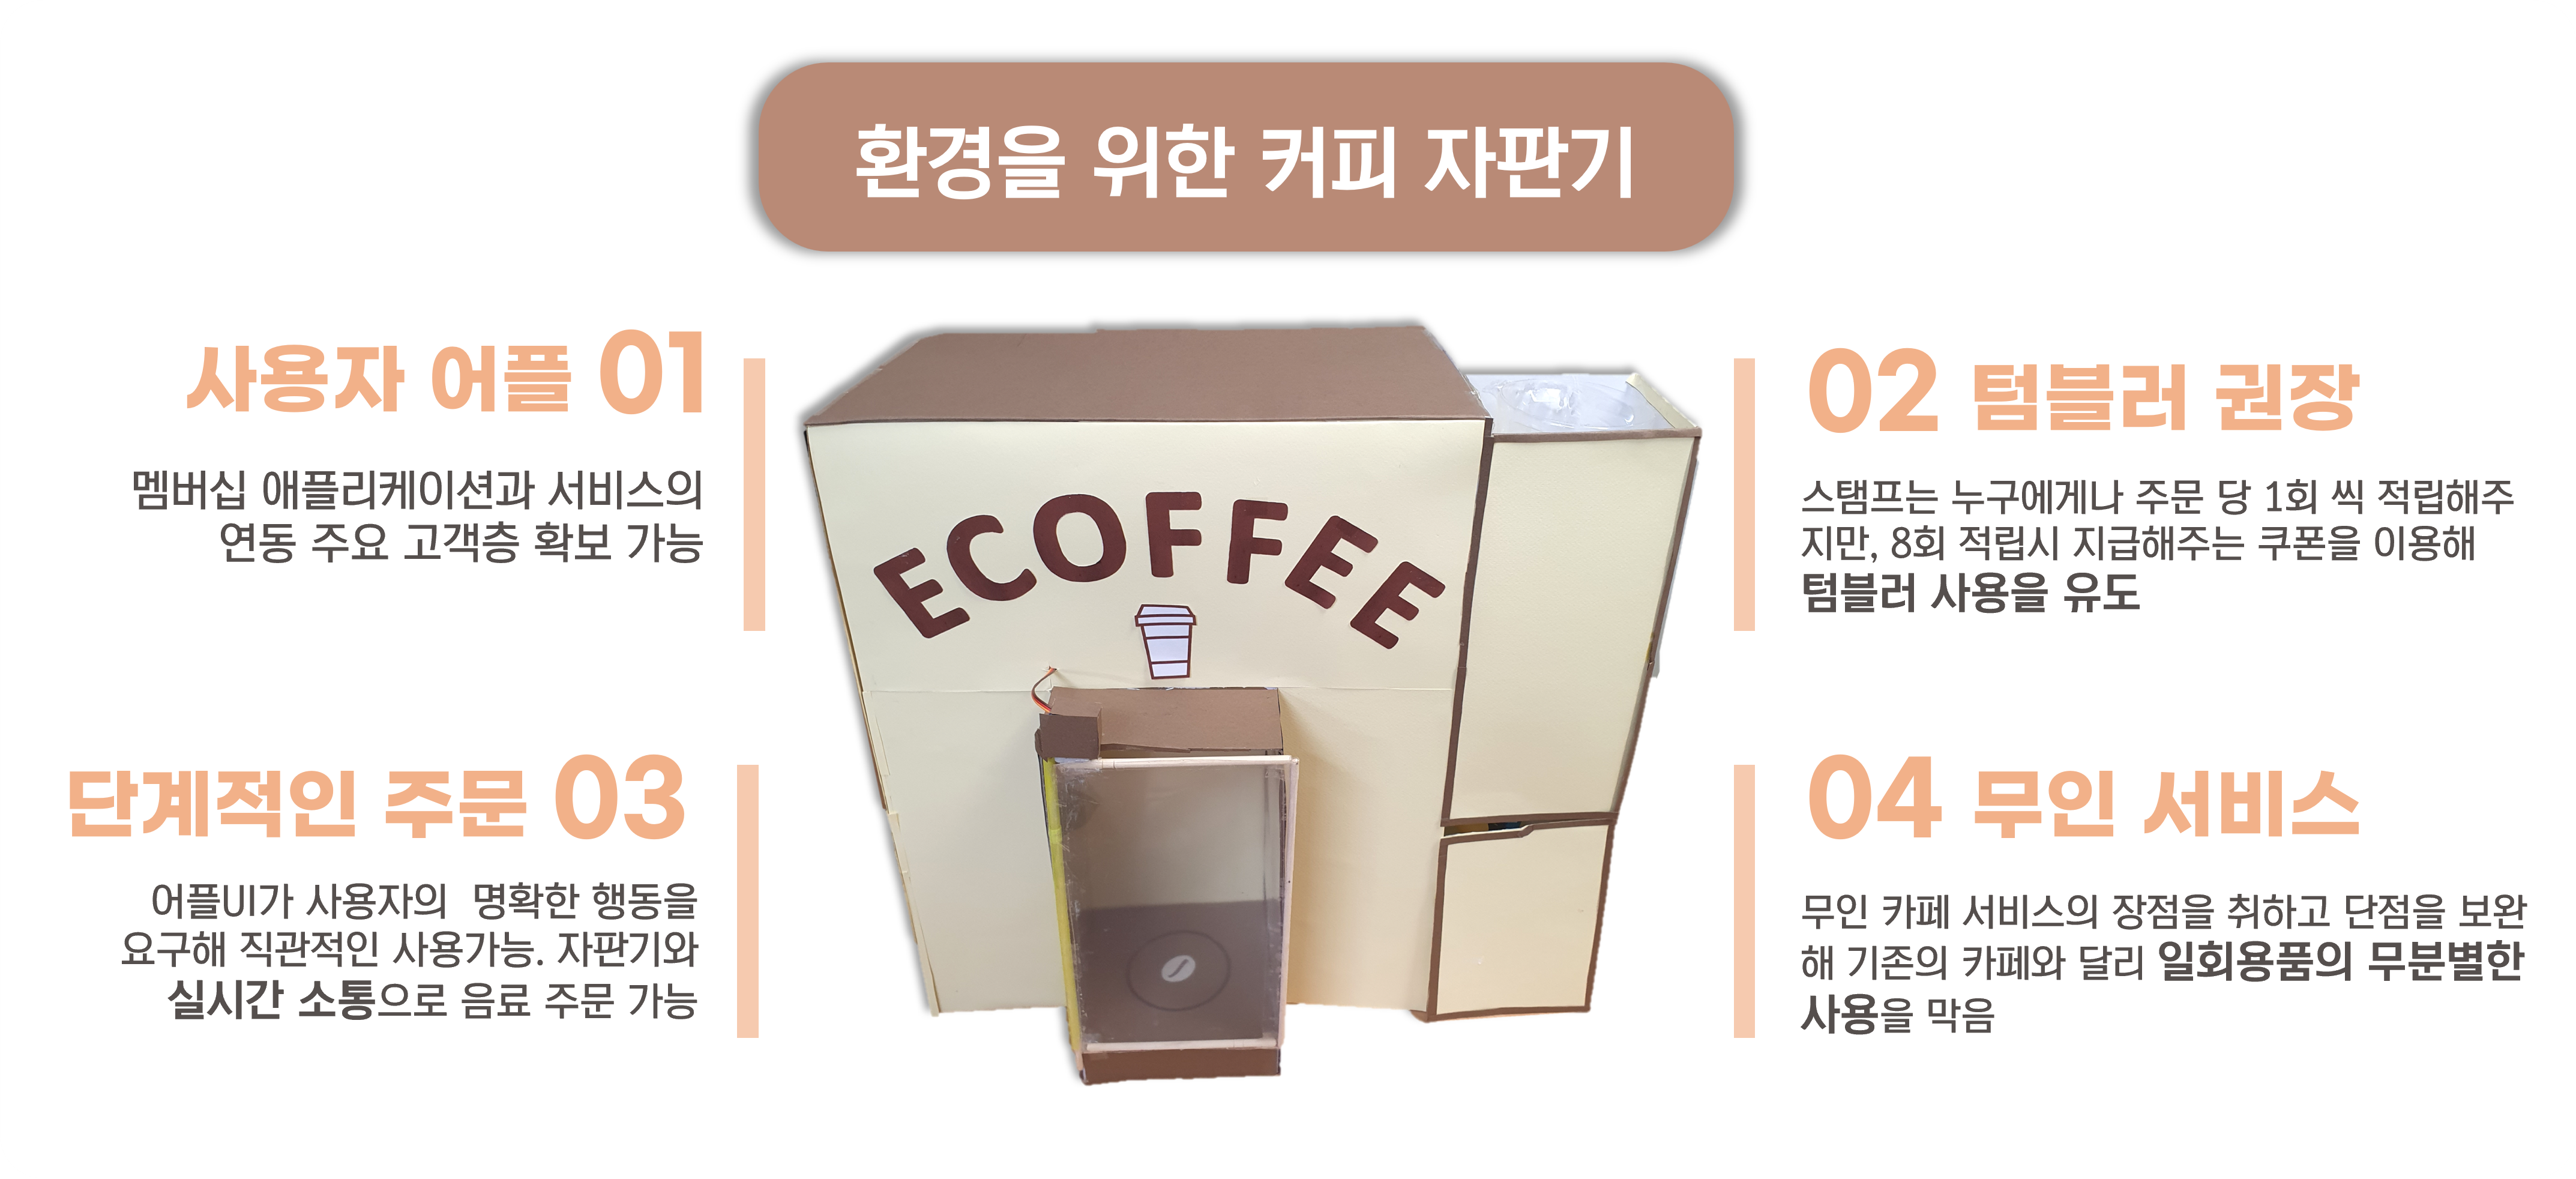 환경을 위한 커피 자판기
사용자 어플 01
멤버십 애플리케이션과 서비스의
연동 주요 고객층 확보 가능
02 텀블러 권장
스탬프는 누구에게나 주문 당 1회 씩 적립해주
지만, 8회 적립시 지급해주는 쿠폰을 이용해
텀블러 사용을 유도
ECOFFEE
단계적인 주문 03
어플UI가 사용자의 명확한 행동을
요구해 직관적인 사용가능. 자판기와
실시간 소통으로 음료 주문 가능
04 무인 서비스
무인 카페 서비스의 장점을 취하고 단점을 보완
해 기존의 카페와 달리 일회용품의 무분별한
사용을 막음